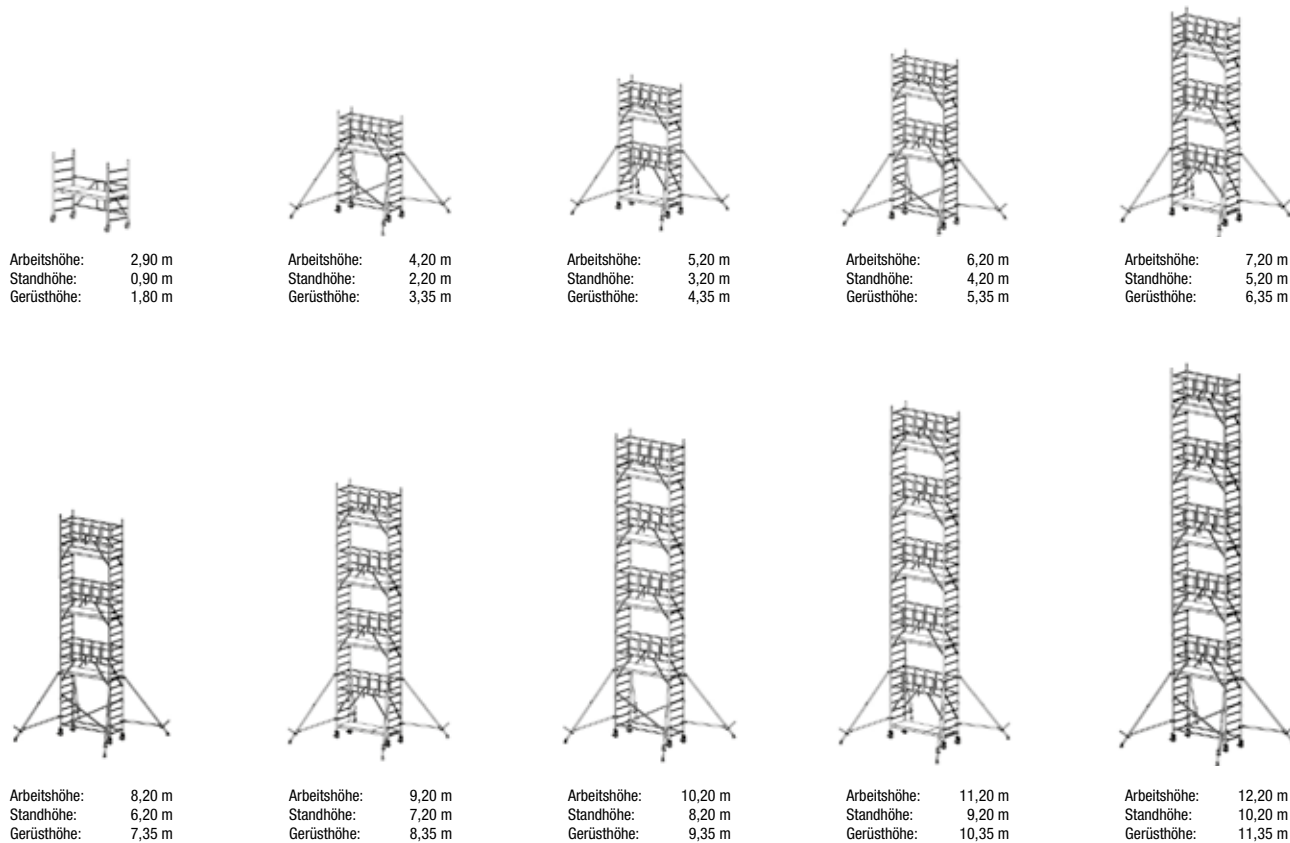 Arbeitshöhe: 2,90 m
Standhöhe: 0,90 m
Gerüsthöhe: 1,80 m
Arbeitshöhe: 4,20 m
Standhöhe: 2,20 m
Gerüsthöhe: 3,35 m
Arbeitshöhe: 5,20 m
Standhöhe: 3,20 m
Gerüsthöhe: 4,35 m
Arbeitshöhe: 6,20 m
Standhöhe: 4,20 m
Gerüsthöhe: 5,35 m
Arbeitshöhe: 7,20 m
Standhöhe: 5,20 m
Gerüsthöhe: 6,35 m
Arbeitshöhe: 8,20 m
Standhöhe: 6,20 m
Gerüsthöhe: 7,35 m
Arbeitshöhe: 9,20 m
Standhöhe: 7,20 m
Gerüsthöhe: 8,35 m
Arbeitshöhe: 10,20 m
Standhöhe: 8,20 m
Gerüsthöhe: 9,35 m
Arbeitshöhe: 11,20 m
Standhöhe: 9,20 m
Gerüsthöhe: 10,35 m
Arbeitshöhe: 12,20 m
Standhöhe: 10,20 m
Gerüsthöhe: 11,35 m